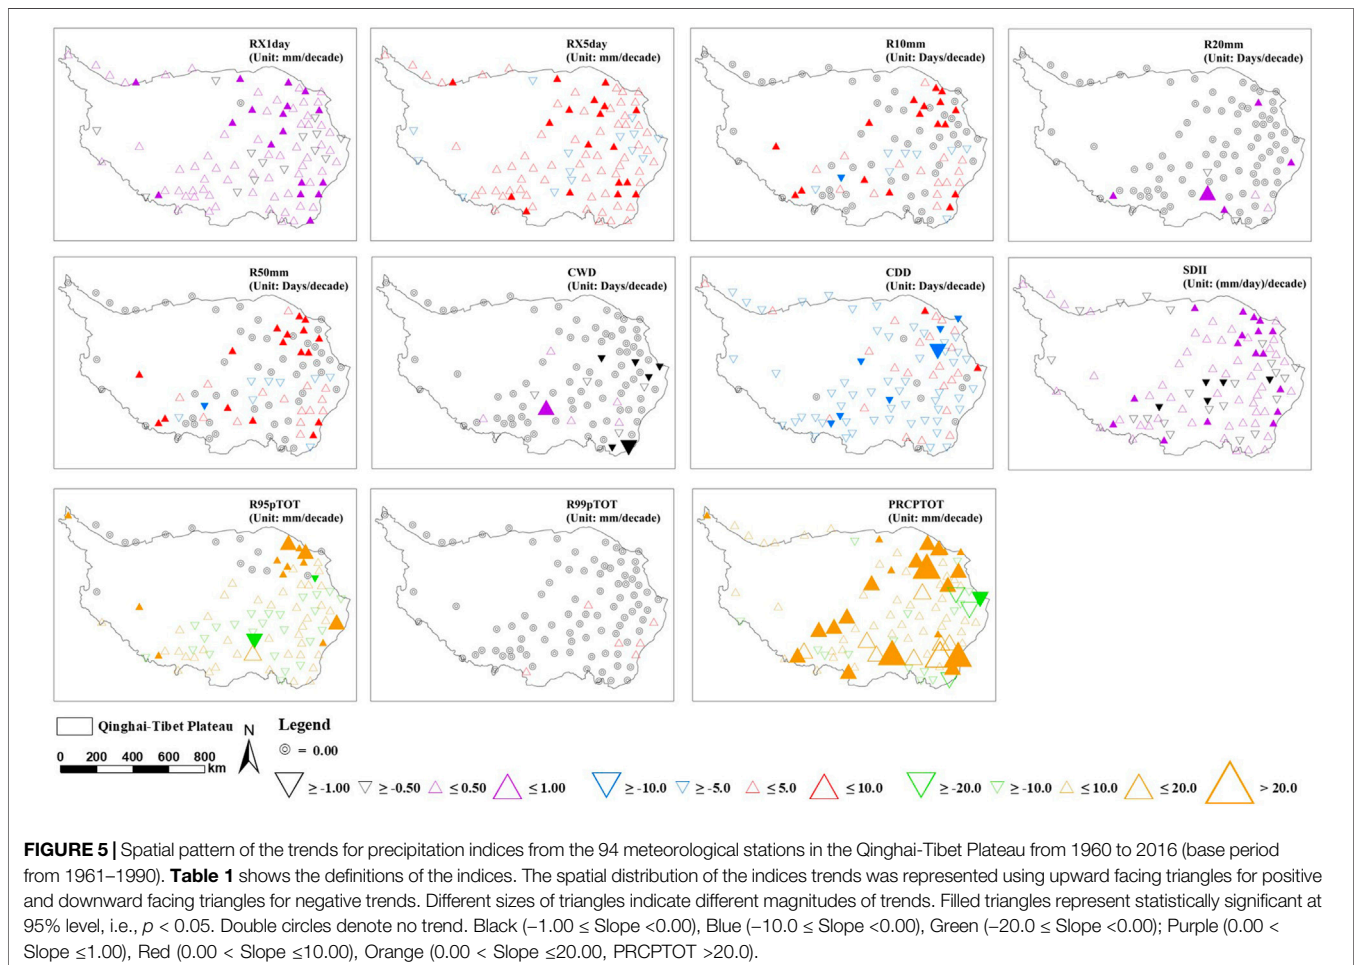 RX1day
(Unit: mm/decade)
RX5day
(Unit: mm/decade)
R10mm
(Unit: Days/decade)
R20mm
(Unit: Days/decade)
R50mm
(Unit: Days/decade)
CWD
(Unit: Days/decade)
CDD
(Unit: Days/decade)
SDII
(Unit: (mm/day)/decade)
R95pTOT
(Unit: mm/decade)
R99pTOT
(Unit: mm/decade)
PRCPTOT
(Unit: mm/decade)
Qinghai-Tibet Plateau
N
0 200 400 600 800
km
Legend
= 0.00
≥ -1.00 ≥ -0.50 ≤ 0.50 ≤ 1.00 ≥ -10.0 ≥ -5.0 ≤ 5.0 ≤ 10.0 ≥ -20.0 ≥ -10.0 ≤ 10.0 ≤ 20.0 > 20.0
FIGURE 5 | Spatial pattern of the trends for precipitation indices from the 94 meteorological stations in the Qinghai-Tibet Plateau from 1960 to 2016 (base period
from 1961–1990). Table 1 shows the definitions of the indices. The spatial distribution of the indices trends was represented using upward facing triangles for positive
and downward facing triangles for negative trends. Different sizes of triangles indicate different magnitudes of trends. Filled triangles represent statistically significant at
95% level, i.e., p < 0.05. Double circles denote no trend. Black (−1.00 ≤ Slope <0.00), Blue (−10.0 ≤ Slope <0.00), Green (−20.0 ≤ Slope <0.00); Purple (0.00 <
Slope ≤1.00), Red (0.00 < Slope ≤10.00), Orange (0.00 < Slope ≤20.00, PRCPTOT >20.0).